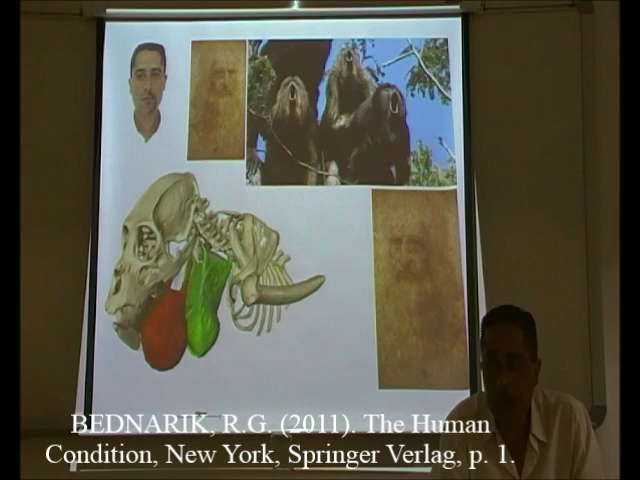 BEDNARIK, R.G. (2011). The Human
Condition, New York, Springer Verlag, p. 1.